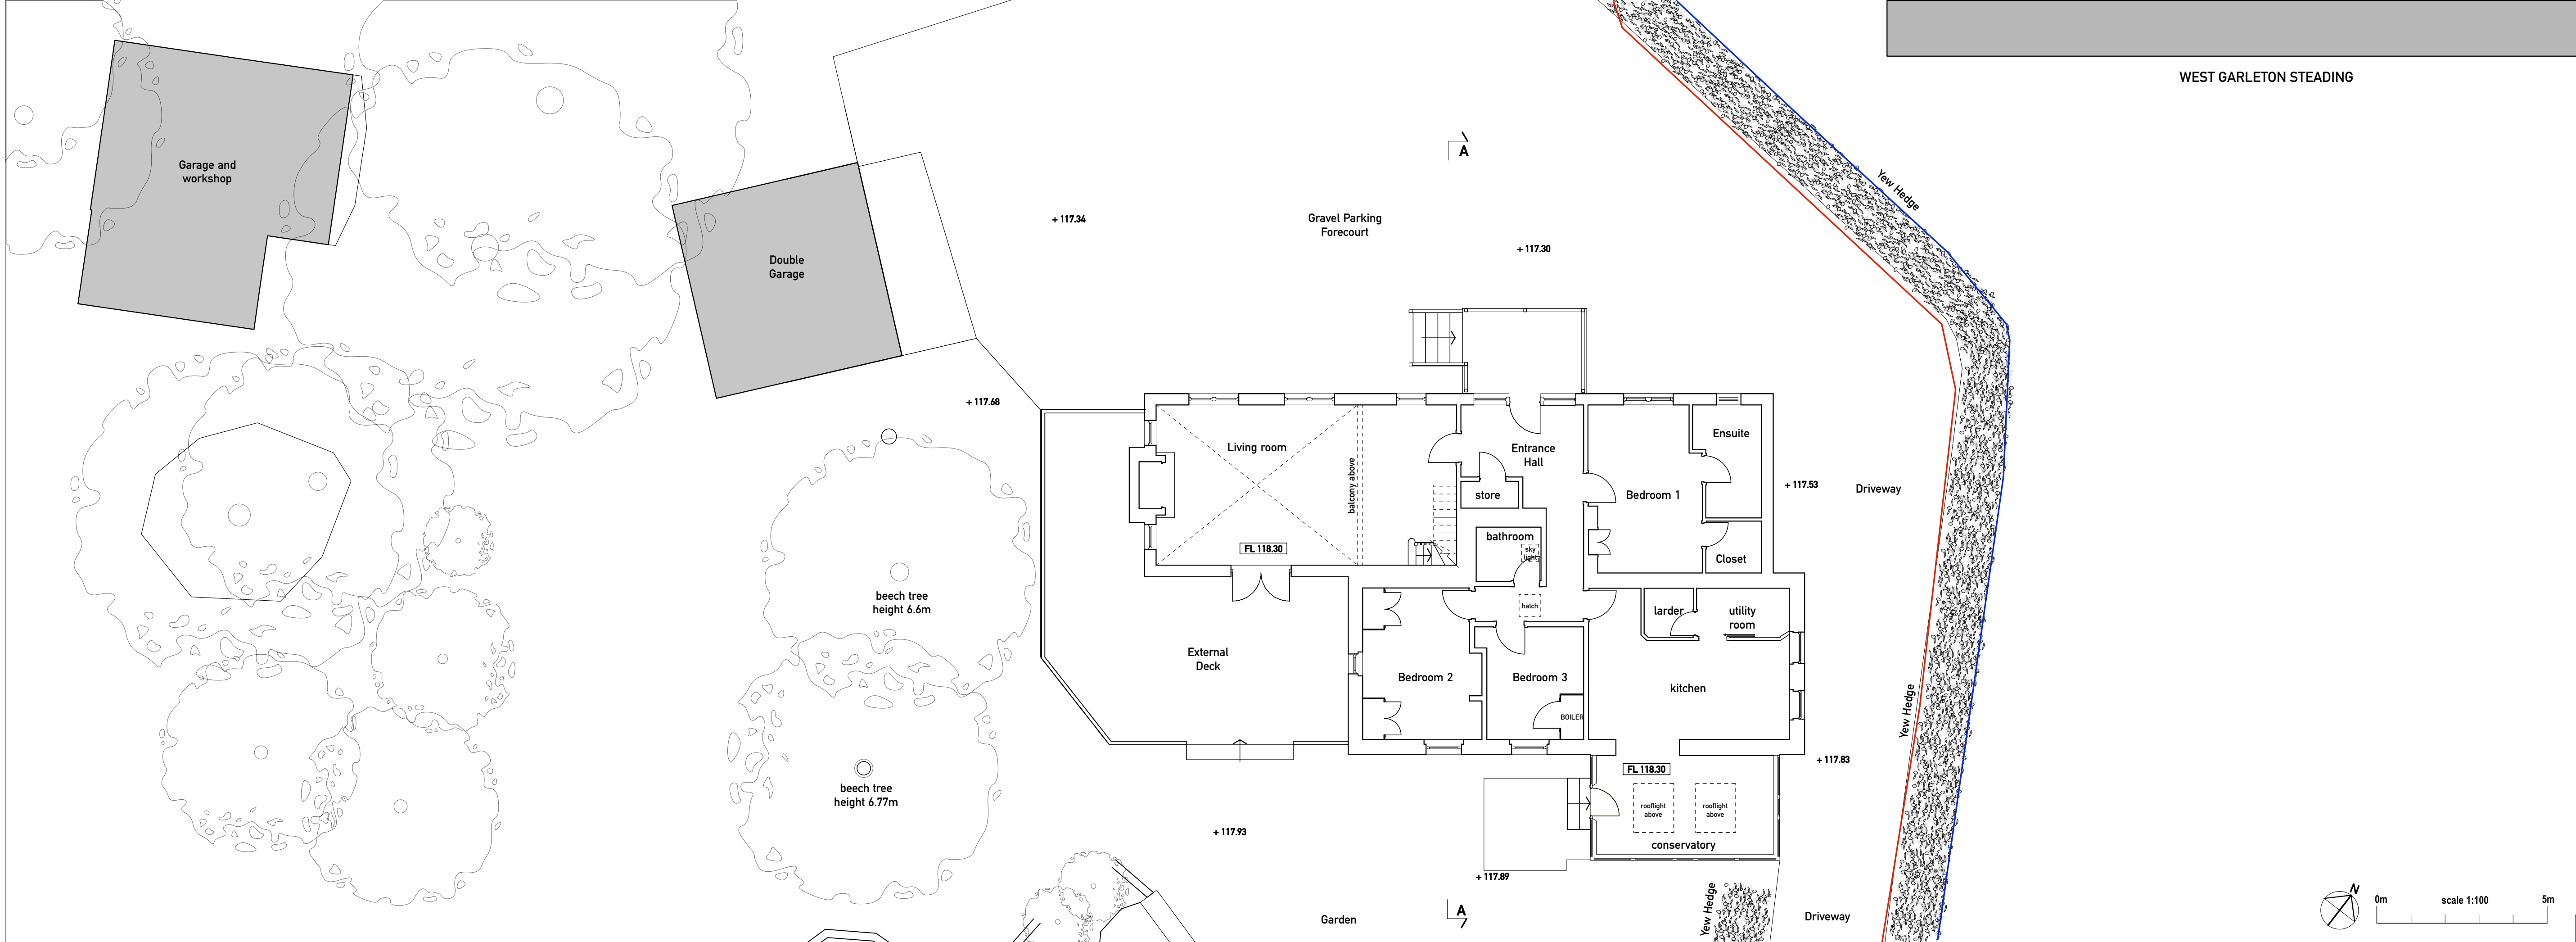 WEST GARLETON STEADING
A
Garage and
workshop
Yew Hedge
+ 117.34
Gravel Parking
Forecourt
+ 117.30
Double
Garage
+ 117.68
Living room
Entrance
Hall
Ensuite
balcony above
store
Bedroom 1
+ 117.53
Driveway
bathroom
sky
light
FL 118.30
Closet
beech tree
height 6.6m
hatch
larder
utility
room
External
Deck
Bedroom 2
Bedroom 3
kitchen
BOILER
Yew Hedge
+ 117.83
FL 118.30
beech tree
height 6.77m
rooflight
above
rooflight
above
+ 117.93
conservatory
+ 117.89
Yew Hedge
Garden
A
Driveway
N
0m
scale 1:100
5m